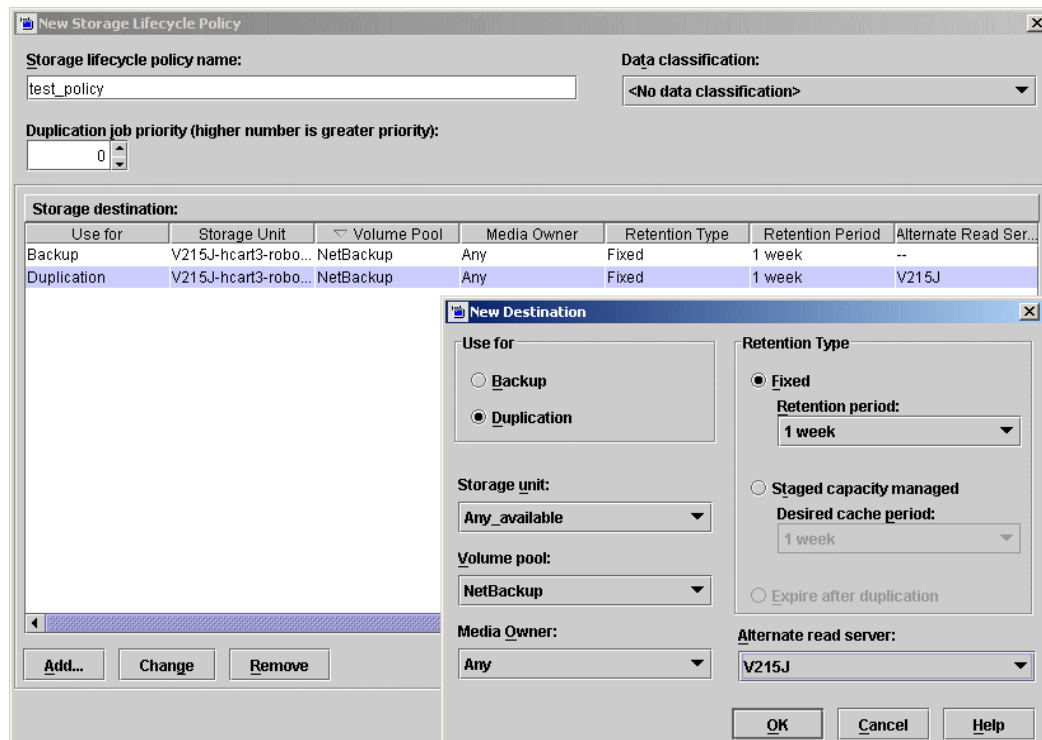 New Storage Lifecycle Policy
Storage lifecycle policy name:
Data classification:
test_policy
<No data classification>
Duplication job priority (higher number is greater priority):
0
Storage destination:
Use for Storage Unit Volume Pool Media Owner Retention Type Retention Period Alternate Read Ser...
Backup V215J-hcart3-robo... NetBackup Any Fixed 1 week --
Duplication V215J-hcart3-robo... NetBackup Any Fixed 1 week V215J
New Destination
Use for
Backup
Duplication
Storage unit:
Any_available
Volume pool:
NetBackup
Media Owner:
Any
Retention Type
Fixed
Retention period:
1 week
Staged capacity managed
Desired cache period:
1 week
Expire after duplication
Alternate read server:
V215J
Add... Change Remove
OK Cancel Help